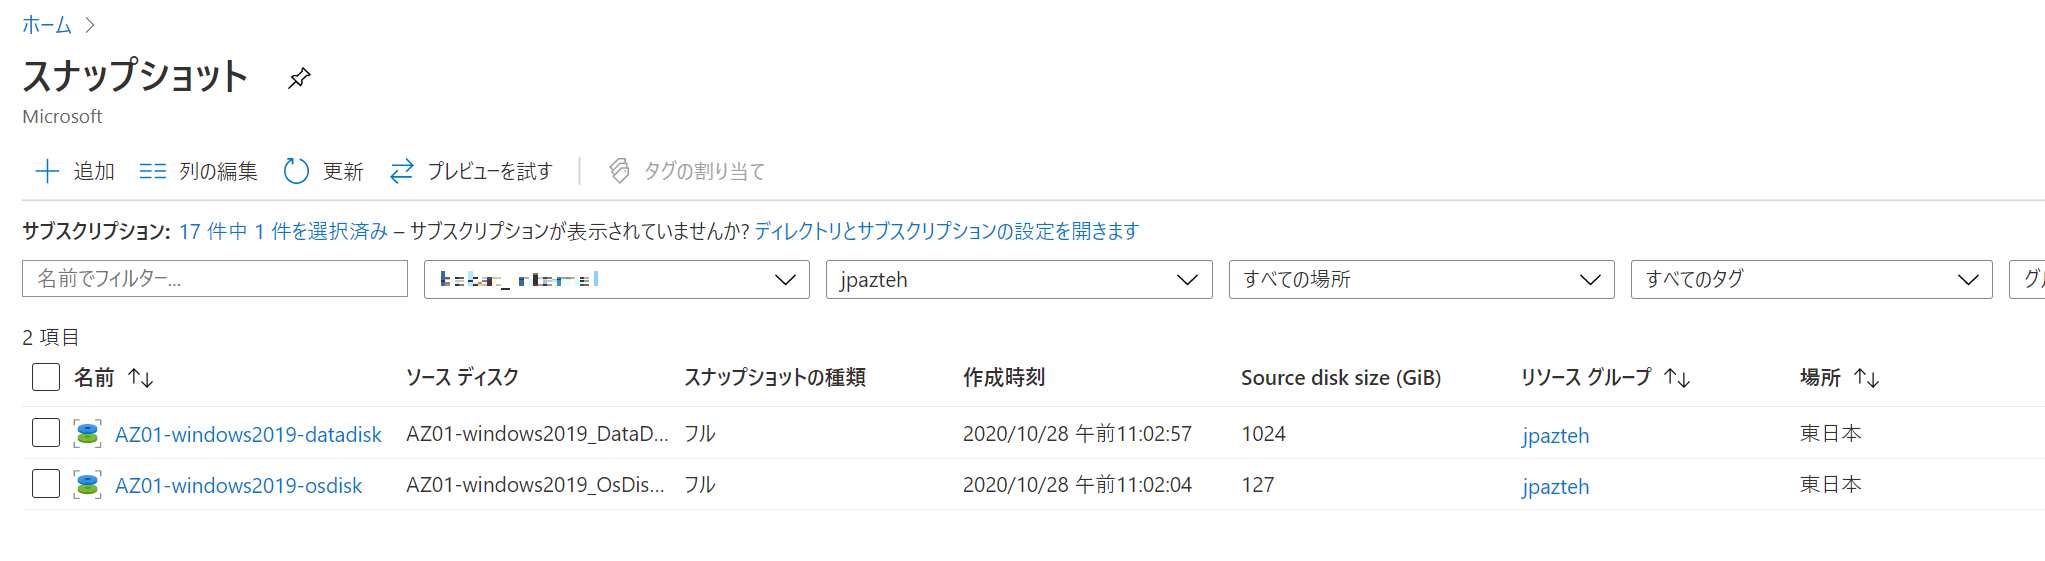 ホーム
スナップショット
Microsoft
追加 列の編集 更新 プレビューを試す タグの割り当て
サブスクリプション: 17 件中 1 件を選択済み – サブスクリプションが表示されていませんか? ディレクトリとサブスクリプションの設定を開きます
名前でフィルター... jpazteh すべての場所 すべてのタグ
2 項目
名前 ソース ディスク スナップショットの種類 作成時刻 Source disk size (GiB) リソース グループ 場所
AZ01-windows2019-datadisk AZ01-windows2019_DataD... フル 2020/10/28 午前11:02:57 1024 jpazteh 東日本
AZ01-windows2019-osdisk AZ01-windows2019_OsDis... フル 2020/10/28 午前11:02:04 127 jpazteh 東日本